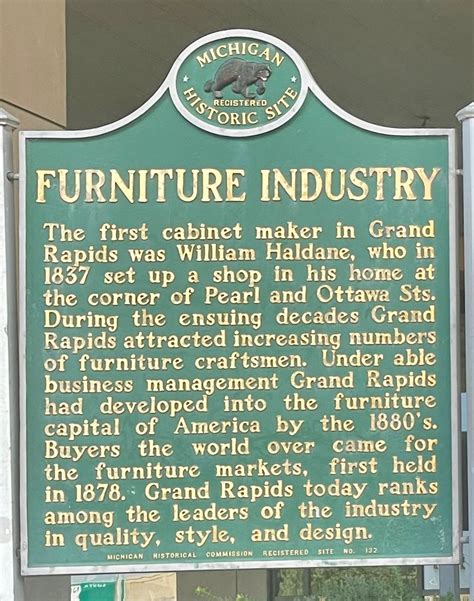 MICHIGAN
HISTORIC SITE
REGISTERED
FURNITURE INDUSTRY
The first cabinet maker in Grand
Rapids was William Haldane, who in
1837 set up a shop in his home at
the corner of Pearl and Ottawa Sts.
During the ensuing decades Grand
Rapids attracted increasing numbers
of furniture craftsmen. Under able
business management Grand Rapids
had developed into the furniture
capital of America by the 1880's.
Buyers the world over came for
the furniture markets, first held
in 1878. Grand Rapids today ranks
among the leaders of the industry
in quality, style, and design.
MICHIGAN HISTORICAL COMMISSION REGISTERED SITE NO. 122